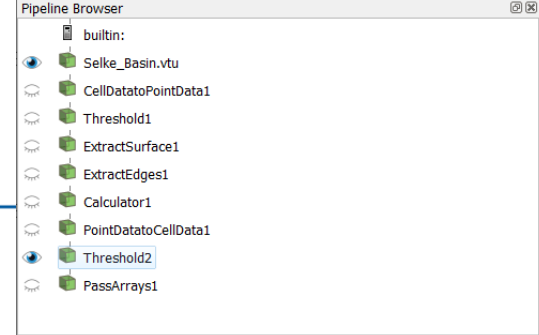 Pipeline Browser
builtin:
Selke_Basin.vtu
CellDatatoPointData1
Threshold1
ExtractSurface1
ExtractEdges1
Calculator1
PointDatatoCellData1
Threshold2
PassArrays1